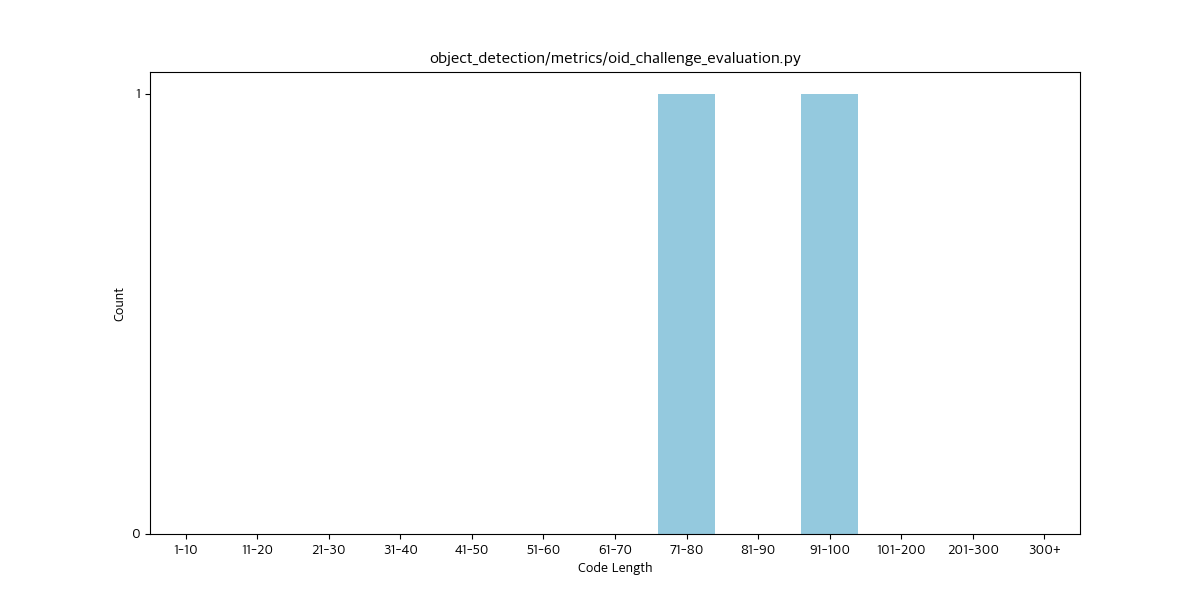 object_detection/metrics/oid_challenge_evaluation.py
1
Count
0
1-10 11-20 21-30 31-40 41-50 51-60 61-70 71-80 81-90 91-100 101-200 201-300 300+
Code Length